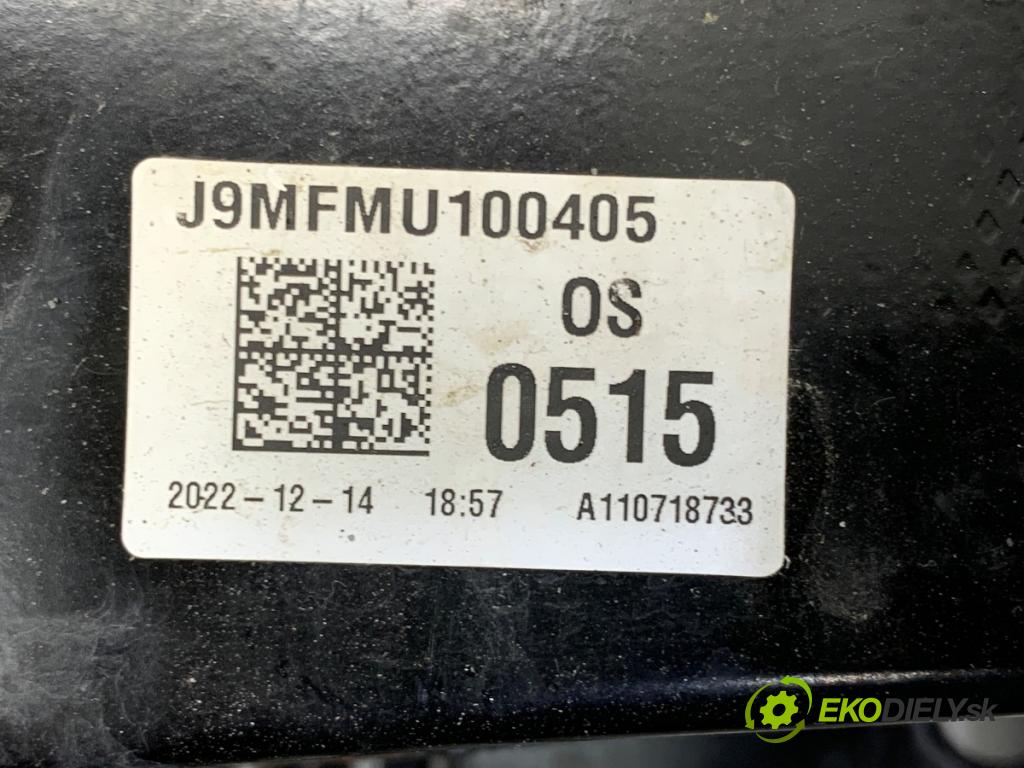 J9MFMU100405
OS
0515
2022-12-14 18:57 A110718733
EKODIELY.sk